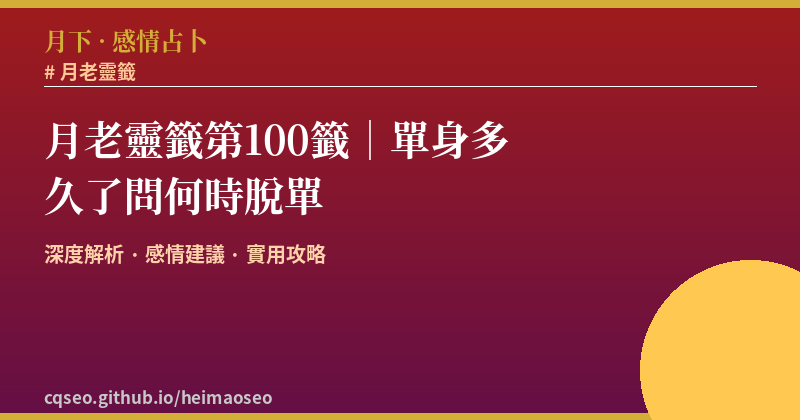 月下 · 感情占卜
# 月老靈籤
月老靈籤第100籤｜單身多
久了問何時脫單
深度解析 · 感情建議 · 實用攻略
cqseo.github.io/heimaoseo